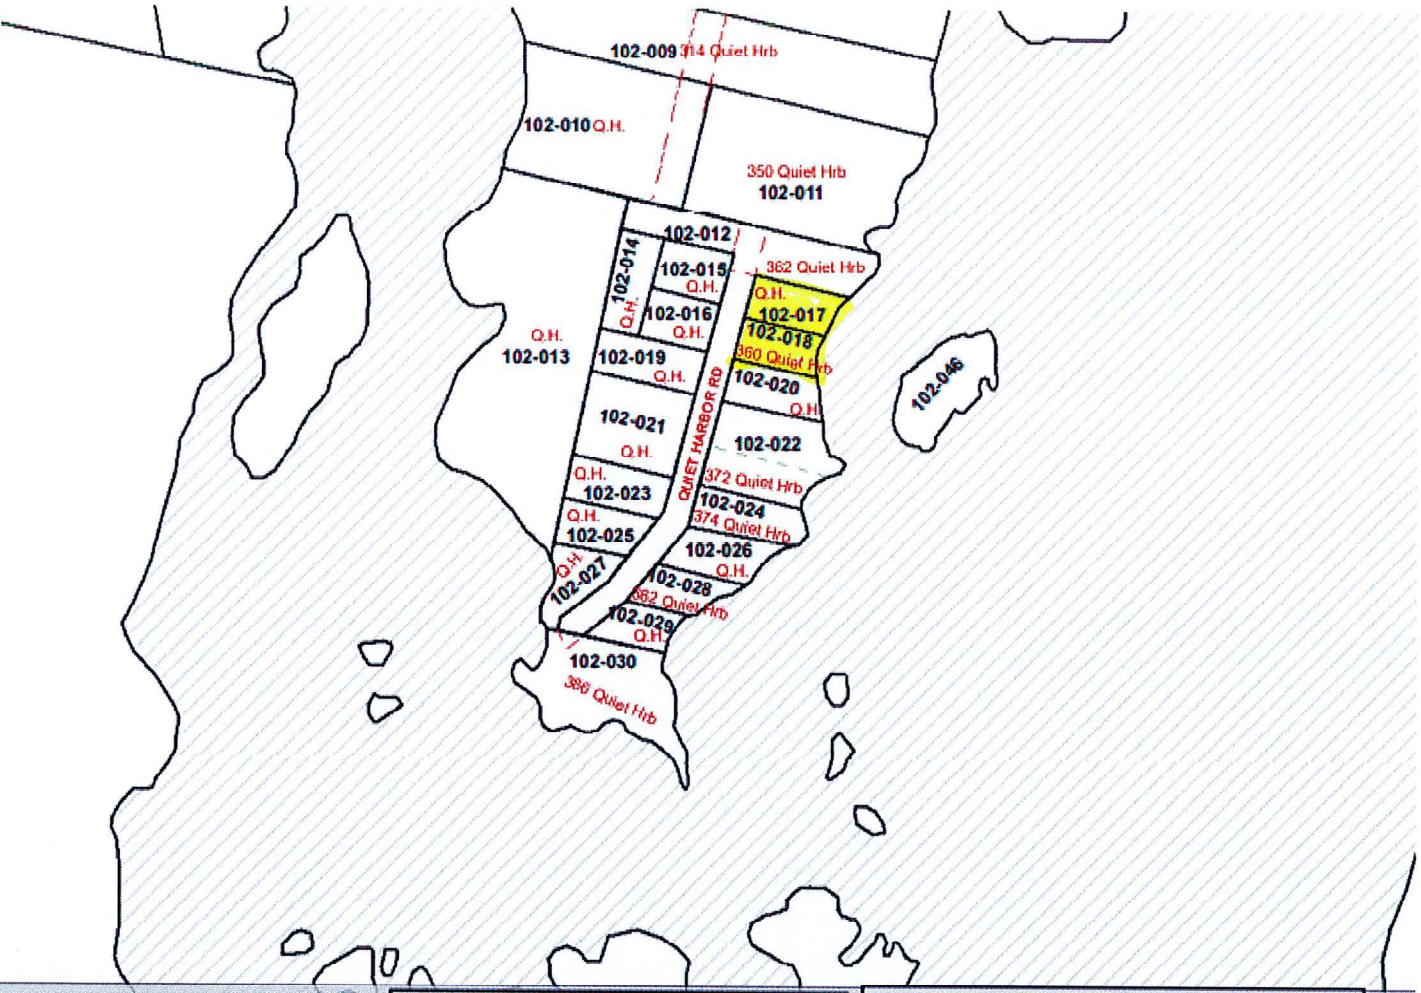 102-009 314 Quiet Hrb
102-010 Q.H.
350 Quiet Hrb
102-011
102-012
102-014
Q.H.
102-015
Q.H.
362 Quiet Hrb
Q.H.
102-017
102-016
Q.H.
102-018
360 Quiet Hrb
Q.H.
102-013
102-019
Q.H.
102-020
Q.H.
102-046
QUIET HARBOR RD
102-021
Q.H.
102-022
372 Quiet Hrb
Q.H.
102-023
102-024
374 Quiet Hrb
Q.H.
102-025
102-026
Q.H.
Q.H.
102-027
102-028
382 Quiet Hrb
102-029
Q.H.
102-030
386 Quiet Hrb